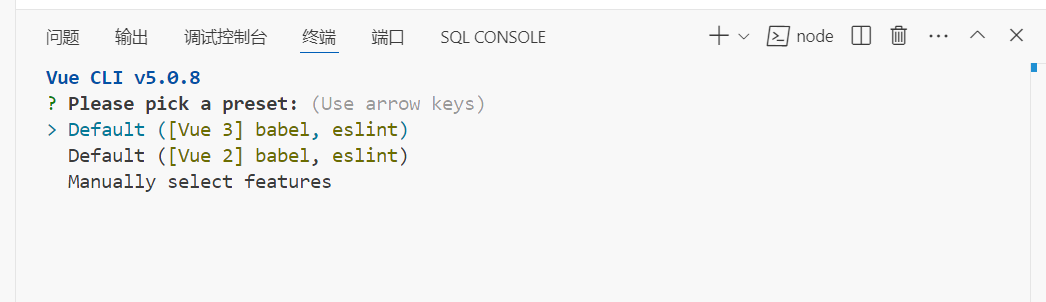 问题 输出 调试控制台 终端 端口 SQL CONSOLE node
Vue CLI v5.0.8
? Please pick a preset: (Use arrow keys)
> Default ([Vue 3] babel, eslint)
Default ([Vue 2] babel, eslint)
Manually select features